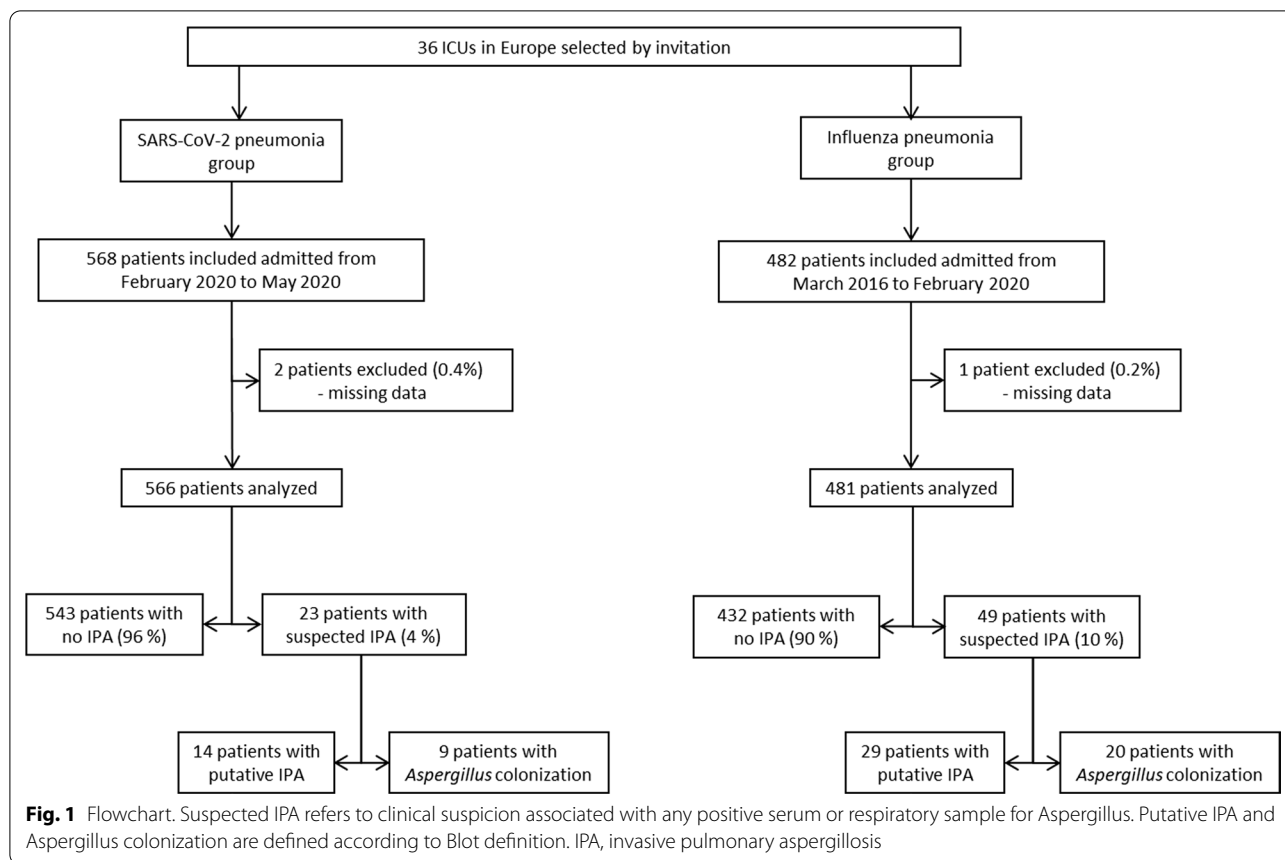 36 ICUs in Europe selected by invitation
SARS-CoV-2 pneumonia
group
Influenza pneumonia
group
568 patients included admitted from
February 2020 to May 2020
482 patients included admitted from
March 2016 to February 2020
2 patients excluded (0.4%)
- missing data
1 patient excluded (0.2%)
- missing data
566 patients analyzed
481 patients analyzed
543 patients with
no IPA (96 %)
23 patients with
suspected IPA (4 %)
432 patients with
no IPA (90 %)
49 patients with
suspected IPA (10 %)
14 patients with
putative IPA
9 patients with
Aspergillus colonization
29 patients with
putative IPA
20 patients with
Aspergillus colonization
Fig. 1 Flowchart. Suspected IPA refers to clinical suspicion associated with any positive serum or respiratory sample for Aspergillus. Putative IPA and
Aspergillus colonization are defined according to Blot definition. IPA, invasive pulmonary aspergillosis